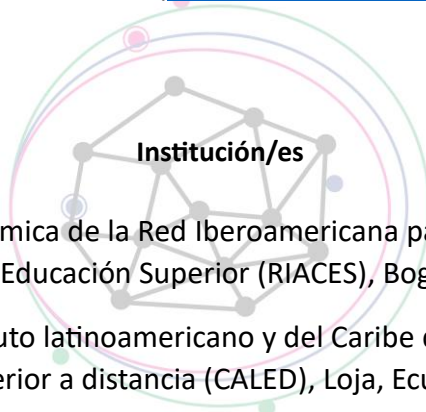 Institución/es
mica de la Red Iberoamericana pa
Educación Superior (RIACES), Bog
uto latinoamericano y del Caribe
erior a distancia (CALED), Loja, Ecu